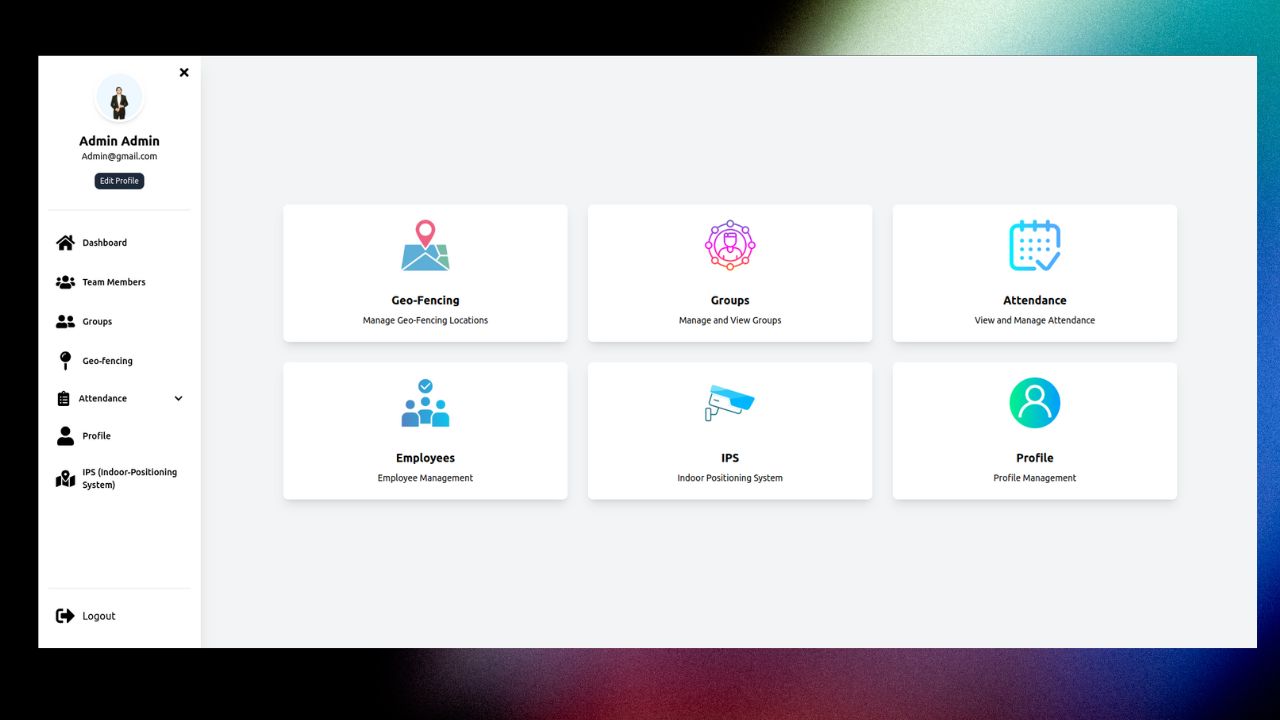 Admin Admin
Admin@gmail.com
Edit Profile
Dashboard
Team Members
Groups
Geo-fencing
Attendance
Profile
IPS (Indoor-Positioning
System)
Logout
Geo-Fencing
Manage Geo-Fencing Locations
Groups
Manage and View Groups
Attendance
View and Manage Attendance
Employees
Employee Management
IPS
Indoor Positioning System
Profile
Profile Management